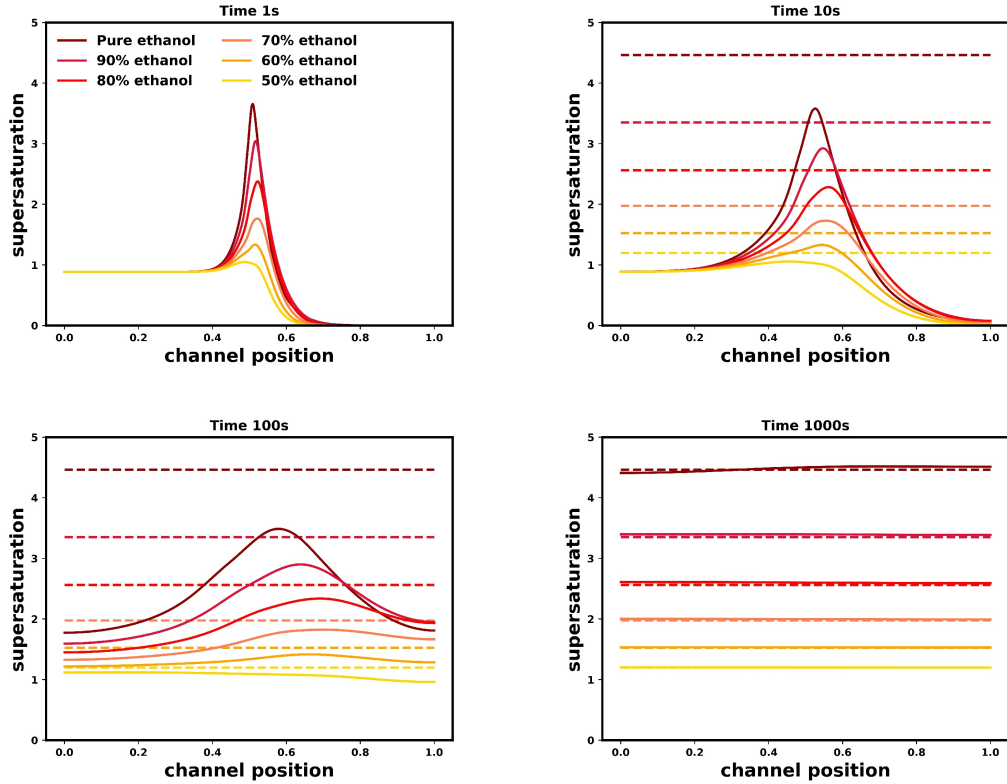 Time 1s
supersaturation
5
4
3
2
1
0
Pure ethanol
90% ethanol
80% ethanol
70% ethanol
60% ethanol
50% ethanol
0.0 0.2 0.4 0.6 0.8 1.0
channel position
Time 10s
supersaturation
5
4
3
2
1
0
0.0 0.2 0.4 0.6 0.8 1.0
channel position
Time 100s
supersaturation
5
4
3
2
1
0
0.0 0.2 0.4 0.6 0.8 1.0
channel position
Time 1000s
supersaturation
5
4
3
2
1
0
0.0 0.2 0.4 0.6 0.8 1.0
channel position